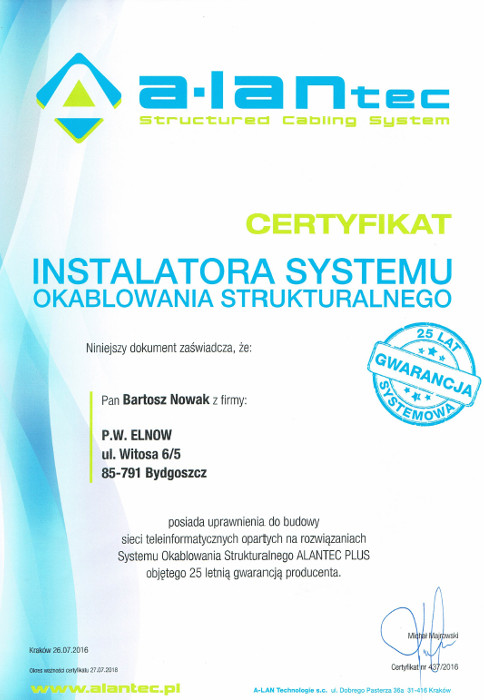 a·lantec
Structured Cabling System
CERTYFIKAT
INSTALATORA SYSTEMU
OKABLOWANIA STRUKTURALNEGO
Niniejszy dokument zaświadcza, że:
25 LAT
GWARANCJA
SYSTEMOWA
Pan Bartosz Nowak z firmy:
P.W. ELNOW
ul. Witosa 6/5
85-791 Bydgoszcz
posiada uprawnienia do budowy
sieci teleinformatycznych opartych na rozwiązaniach
Systemu Okablowania Strukturalnego ALANTEC PLUS
objętego 25 letnią gwarancją producenta.
Michał Majrowski
Kraków 26.07.2016
Certyfikat nr 437/2016
Okres ważności certyfikatu 27.07.2018
www.alantec.pl
A-LAN Technologie s.c. ul. Dobrego Pasterza 36a 31-416 Kraków